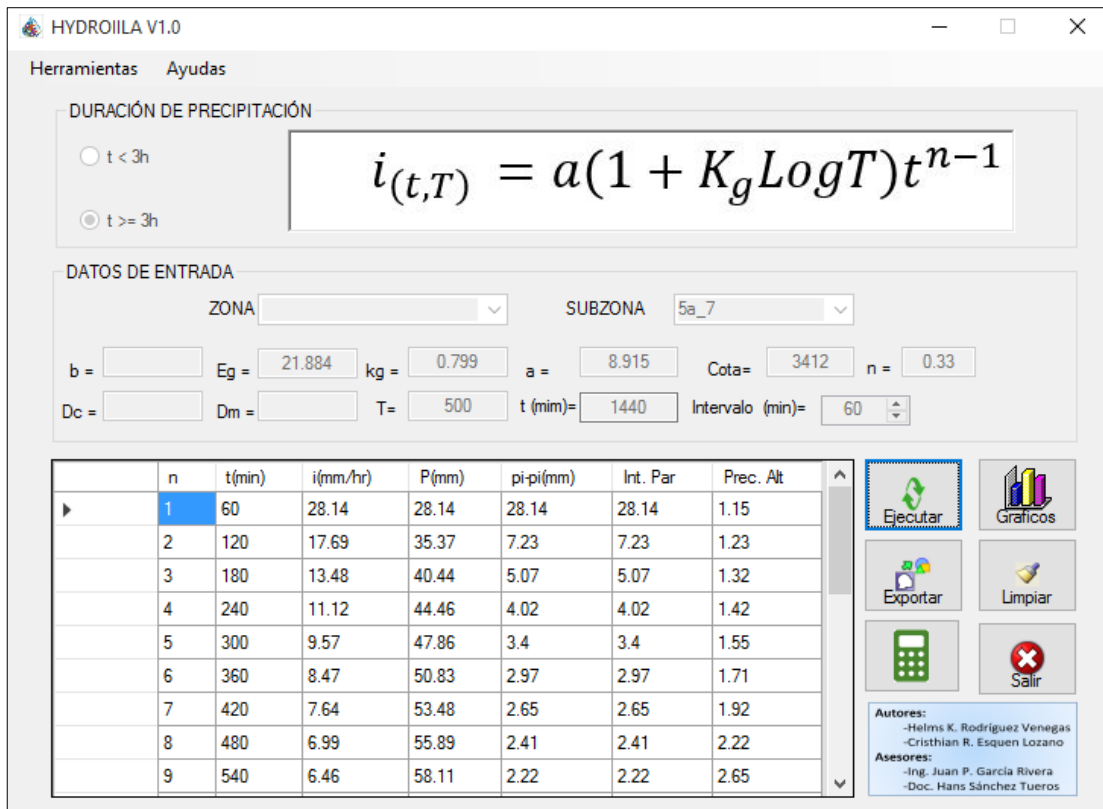 HYDROIILA V1.0
Herramientas Ayudas
DURACIÓN DE PRECIPITACIÓN
t < 3h
t >= 3h
i(t,T) = a(1 + KgLogT)t^n−1
DATOS DE ENTRADA
ZONA SUBZONA 5a_7
b = Eg = 21.884 kg = 0.799 a = 8.915 Cota= 3412 n = 0.33
Dc = Dm = T= 500 t (mim)= 1440 Intervalo (min)= 60
n t(min) i(mm/hr) P(mm) pi-pi(mm) Int. Par Prec. Alt
1 60 28.14 28.14 28.14 28.14 1.15
2 120 17.69 35.37 7.23 7.23 1.23
3 180 13.48 40.44 5.07 5.07 1.32
4 240 11.12 44.46 4.02 4.02 1.42
5 300 9.57 47.86 3.4 3.4 1.55
6 360 8.47 50.83 2.97 2.97 1.71
7 420 7.64 53.48 2.65 2.65 1.92
8 480 6.99 55.89 2.41 2.41 2.22
9 540 6.46 58.11 2.22 2.22 2.65
Ejecutar Graficos
Exportar Limpiar
Salir
Autores:
-Helms K. Rodríguez Venegas
-Cristhian R. Esquen Lozano
Asesores:
-Ing. Juan P. García Rivera
-Doc. Hans Sánchez Tueros